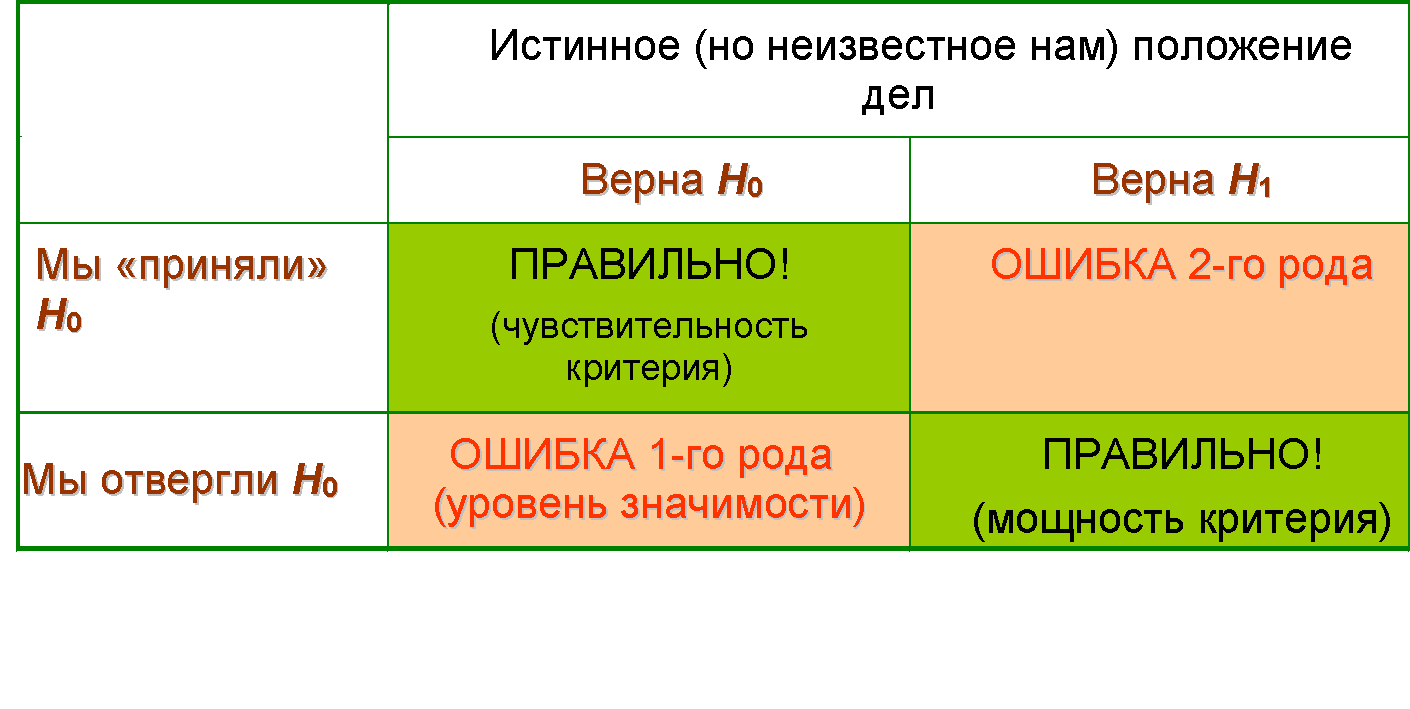 Истинное (но неизвестное нам) положение
дел
Верна H0
Верна H1
Мы «приняли»
H0
ПРАВИЛЬНО!
(чувствительность
критерия)
ОШИБКА 2-го рода
Мы отвергли H0
ОШИБКА 1-го рода
(уровень значимости)
ПРАВИЛЬНО!
(мощность критерия)